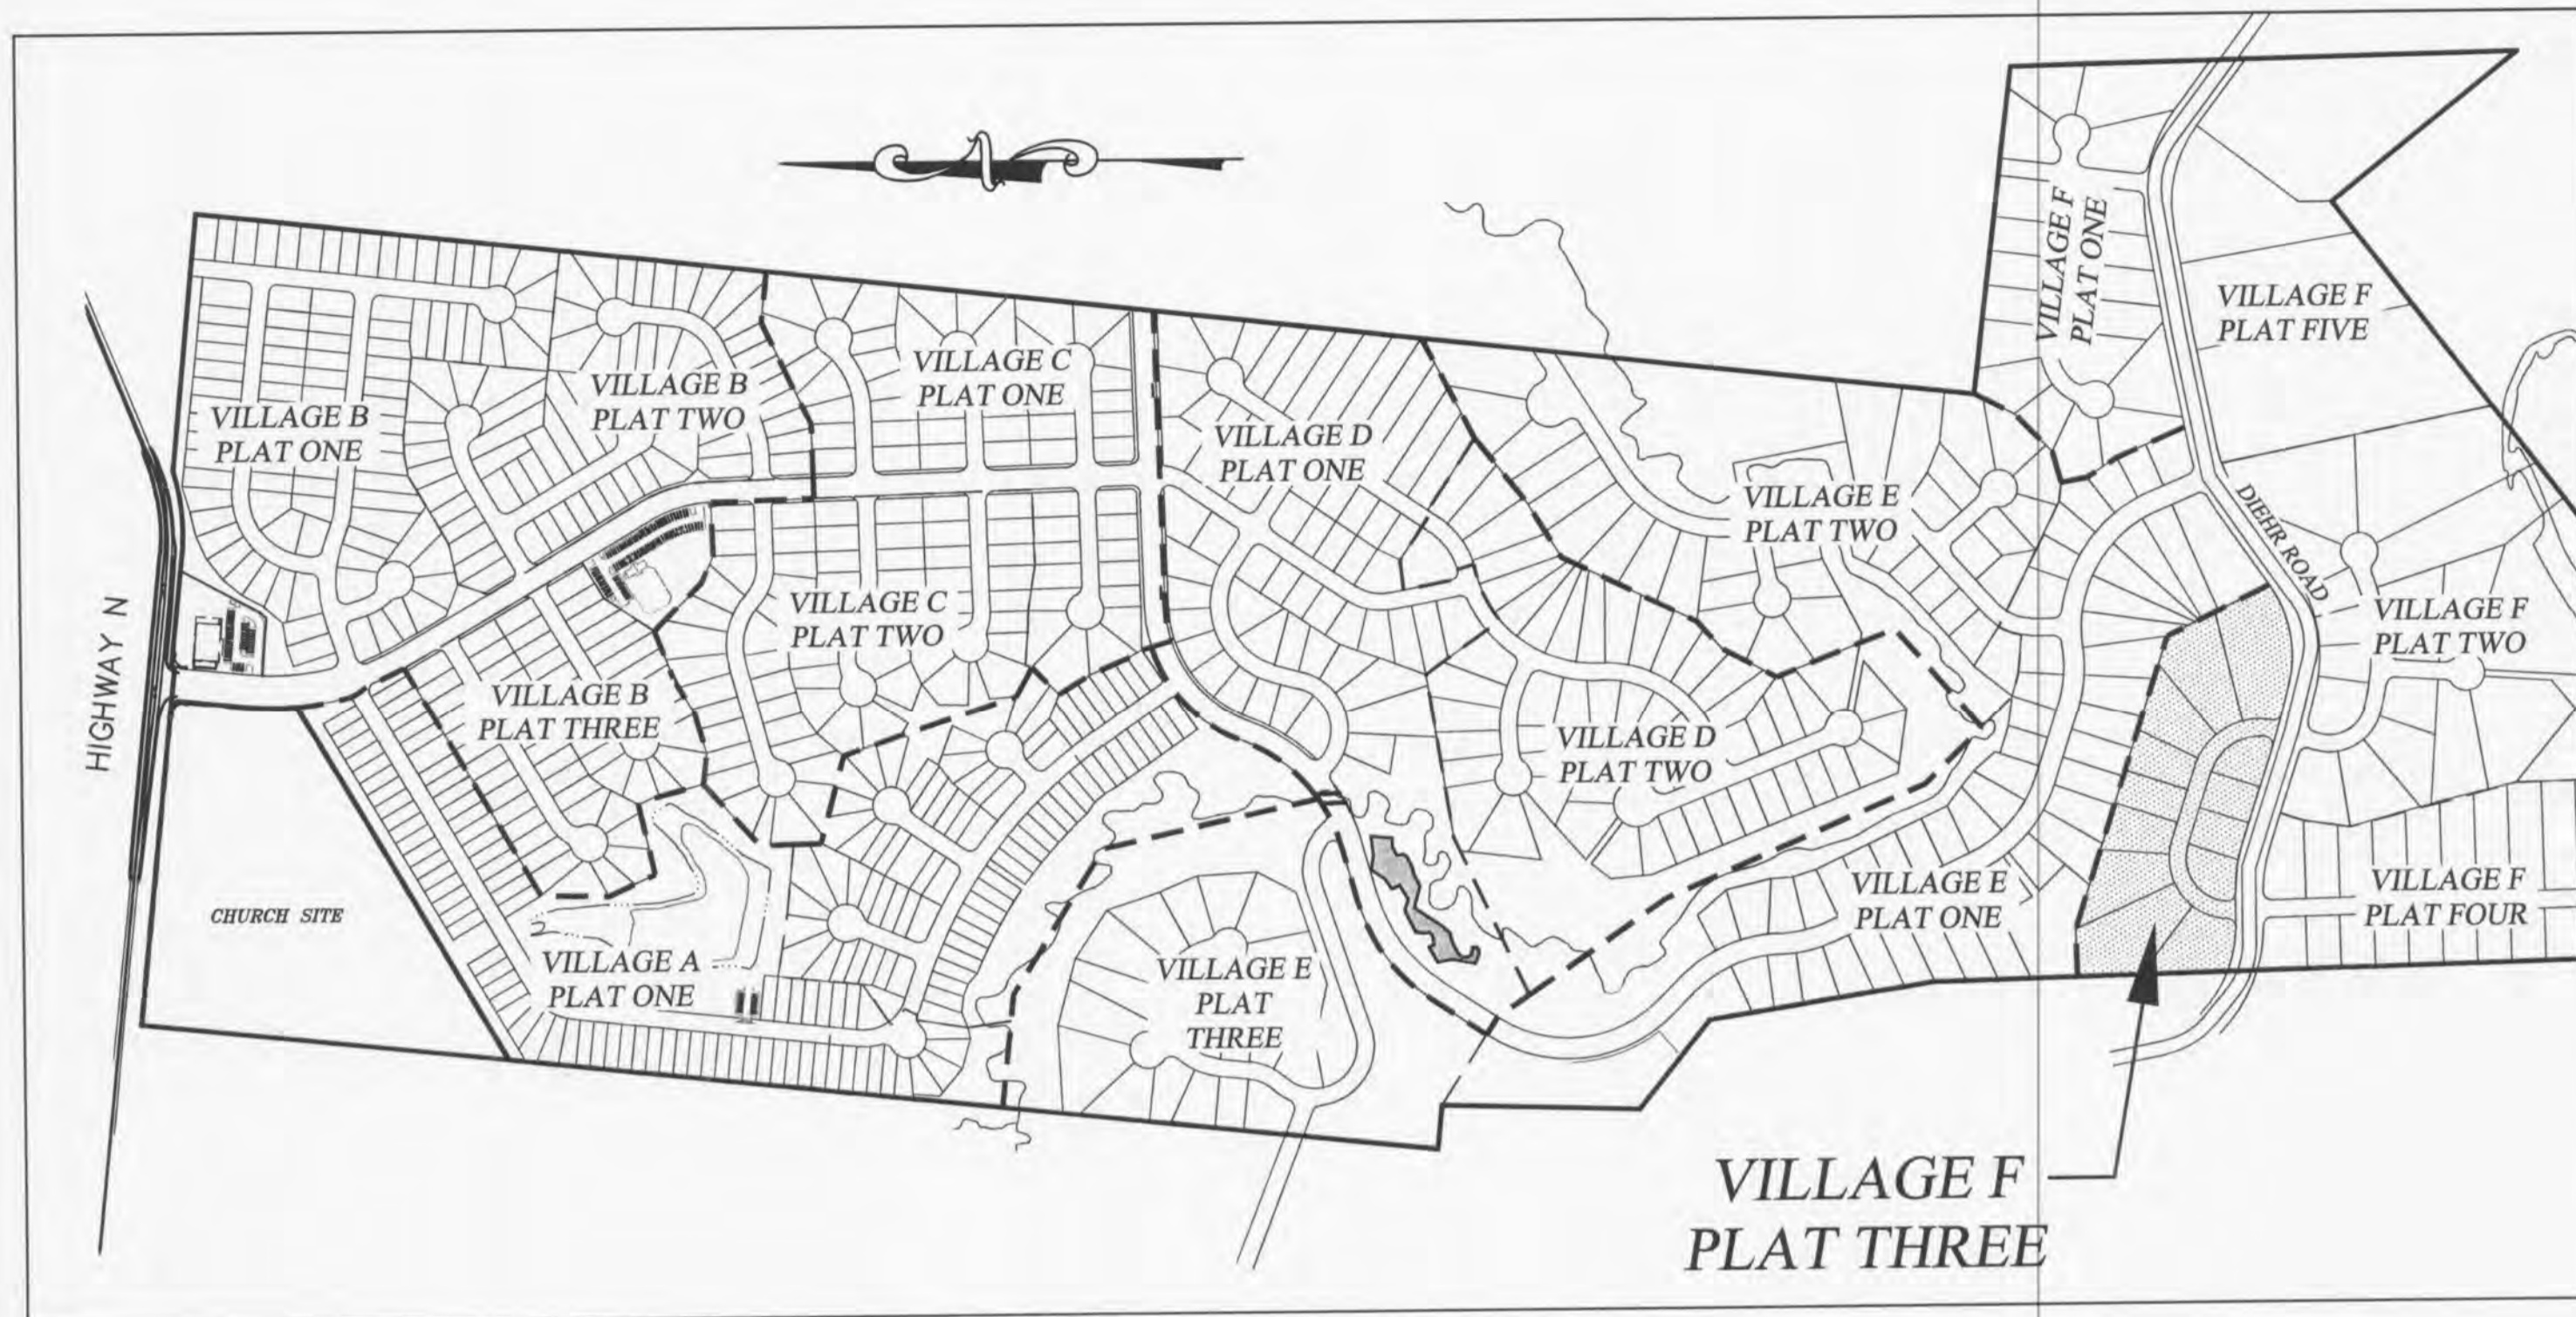 VILLAGE F
PLAT ONE
VILLAGE F
PLAT FIVE
VILLAGE B
PLAT ONE
VILLAGE B
PLAT TWO
VILLAGE C
PLAT ONE
VILLAGE D
PLAT ONE
VILLAGE E
PLAT TWO
DIEHR ROAD
HIGHWAY N
VILLAGE C
PLAT TWO
VILLAGE F
PLAT TWO
VILLAGE B
PLAT THREE
VILLAGE D
PLAT TWO
CHURCH SITE
VILLAGE A
PLAT ONE
VILLAGE E
PLAT
THREE
VILLAGE E
PLAT ONE
VILLAGE F
PLAT FOUR
VILLAGE F
PLAT THREE